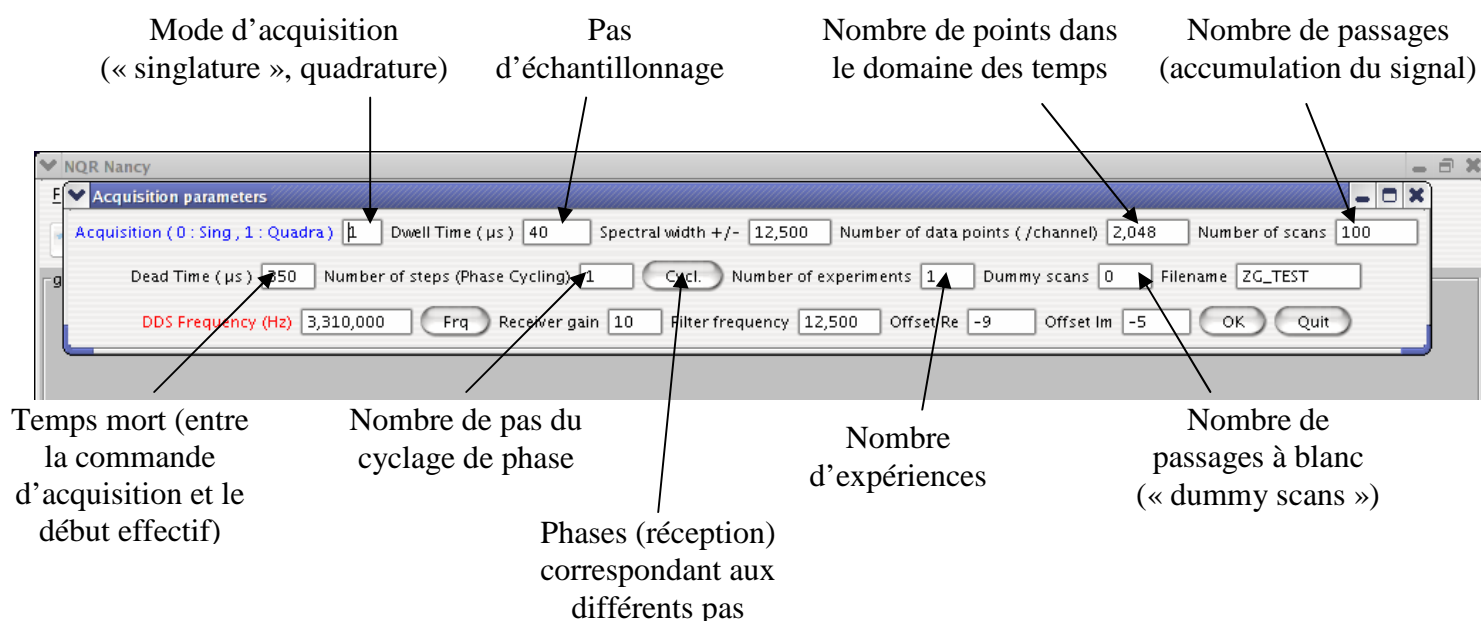 Mode d'acquisition
(« singlature », quadrature)
Pas
d'échantillonnage
Nombre de points dans
le domaine des temps
Nombre de passages
(accumulation du signal)
NQR Nancy
Acquisition parameters
Acquisition ( 0 : Sing , 1 : Quadra ) 1 Dwell Time ( µs ) 40 Spectral width +/- 12,500 Number of data points ( /channel) 2,048 Number of scans 100
Dead Time ( µs ) 350 Number of steps (Phase Cycling) 1 Cycl. Number of experiments 1 Dummy scans 0 Filename ZG_TEST
DDS Frequency (Hz) 3,310,000 Frq Receiver gain 10 Filter frequency 12,500 Offset Re -9 Offset Im -5 OK Quit
Temps mort (entre
la commande
d'acquisition et le
début effectif)
Nombre de pas du
cyclage de phase
Phases (réception)
correspondant aux
différents pas
Nombre
d'expériences
Nombre de
passages à blanc
(« dummy scans »)